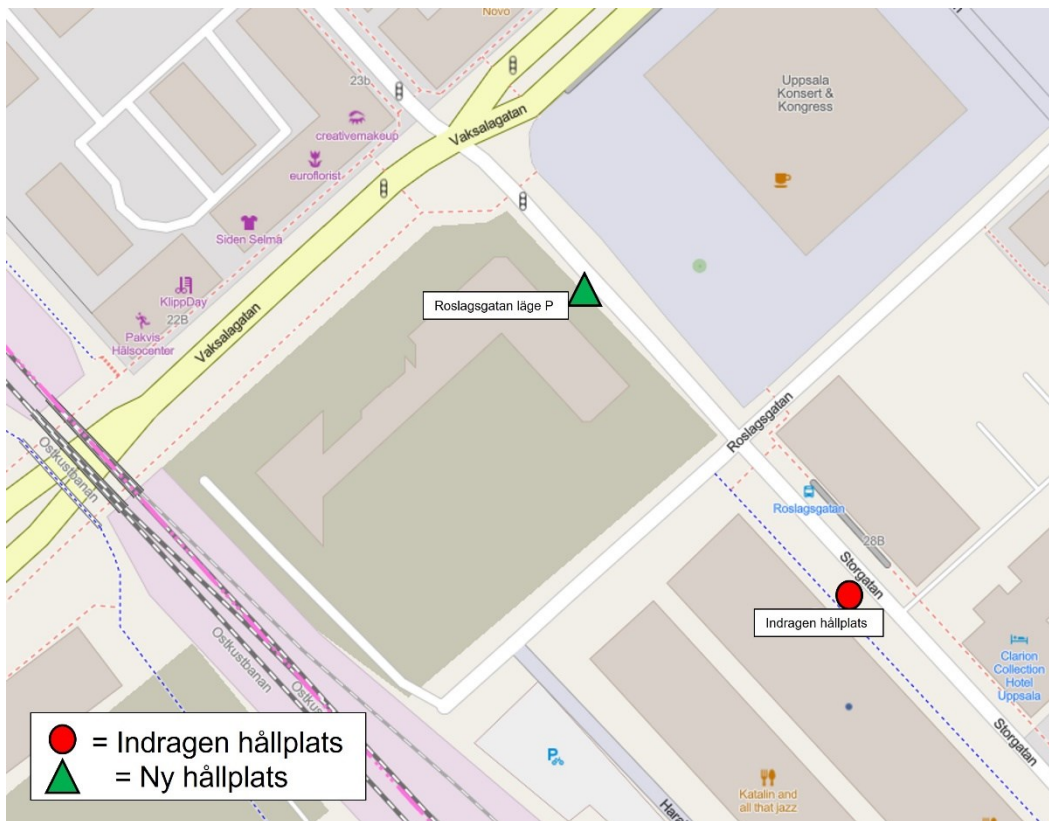 Novo
Uppsala
Konsert &
Kongress
23b
Vaksalagatan
creativemakeup
euroflorist
Siden Selma
KlippDay
22B
Pakvis
Hälsocenter
Vaksalagatan
Roslagsgatan läge P
Roslagsgatan
Ostkustbanan
Ostkustbanan
Roslagsgatan
28B
Storgatan
Indragen hållplats
Clarion
Collection
Hotel
Uppsala
Ostkustbanan
Storgatan
P
Katalin and
all that jazz
= Indragen hållplats
= Ny hållplats